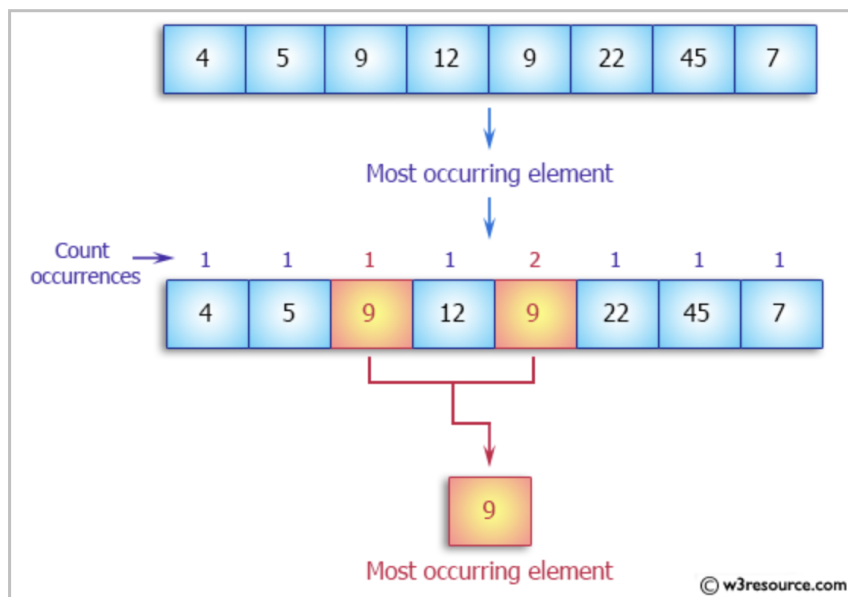 4 5 9 12 9 22 45 7
Most occurring element
Count
occurrences
1 1 1 1 2 1 1 1
4 5 9 12 9 22 45 7
9
Most occurring element
© w3resource.com